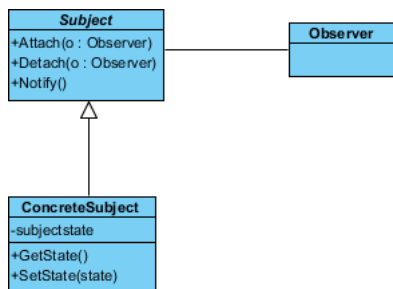 Subject
+Attach(o : Observer)
+Detach(o : Observer)
+Notify()
Observer
ConcreteSubject
-subjectstate
+GetState()
+SetState(state)